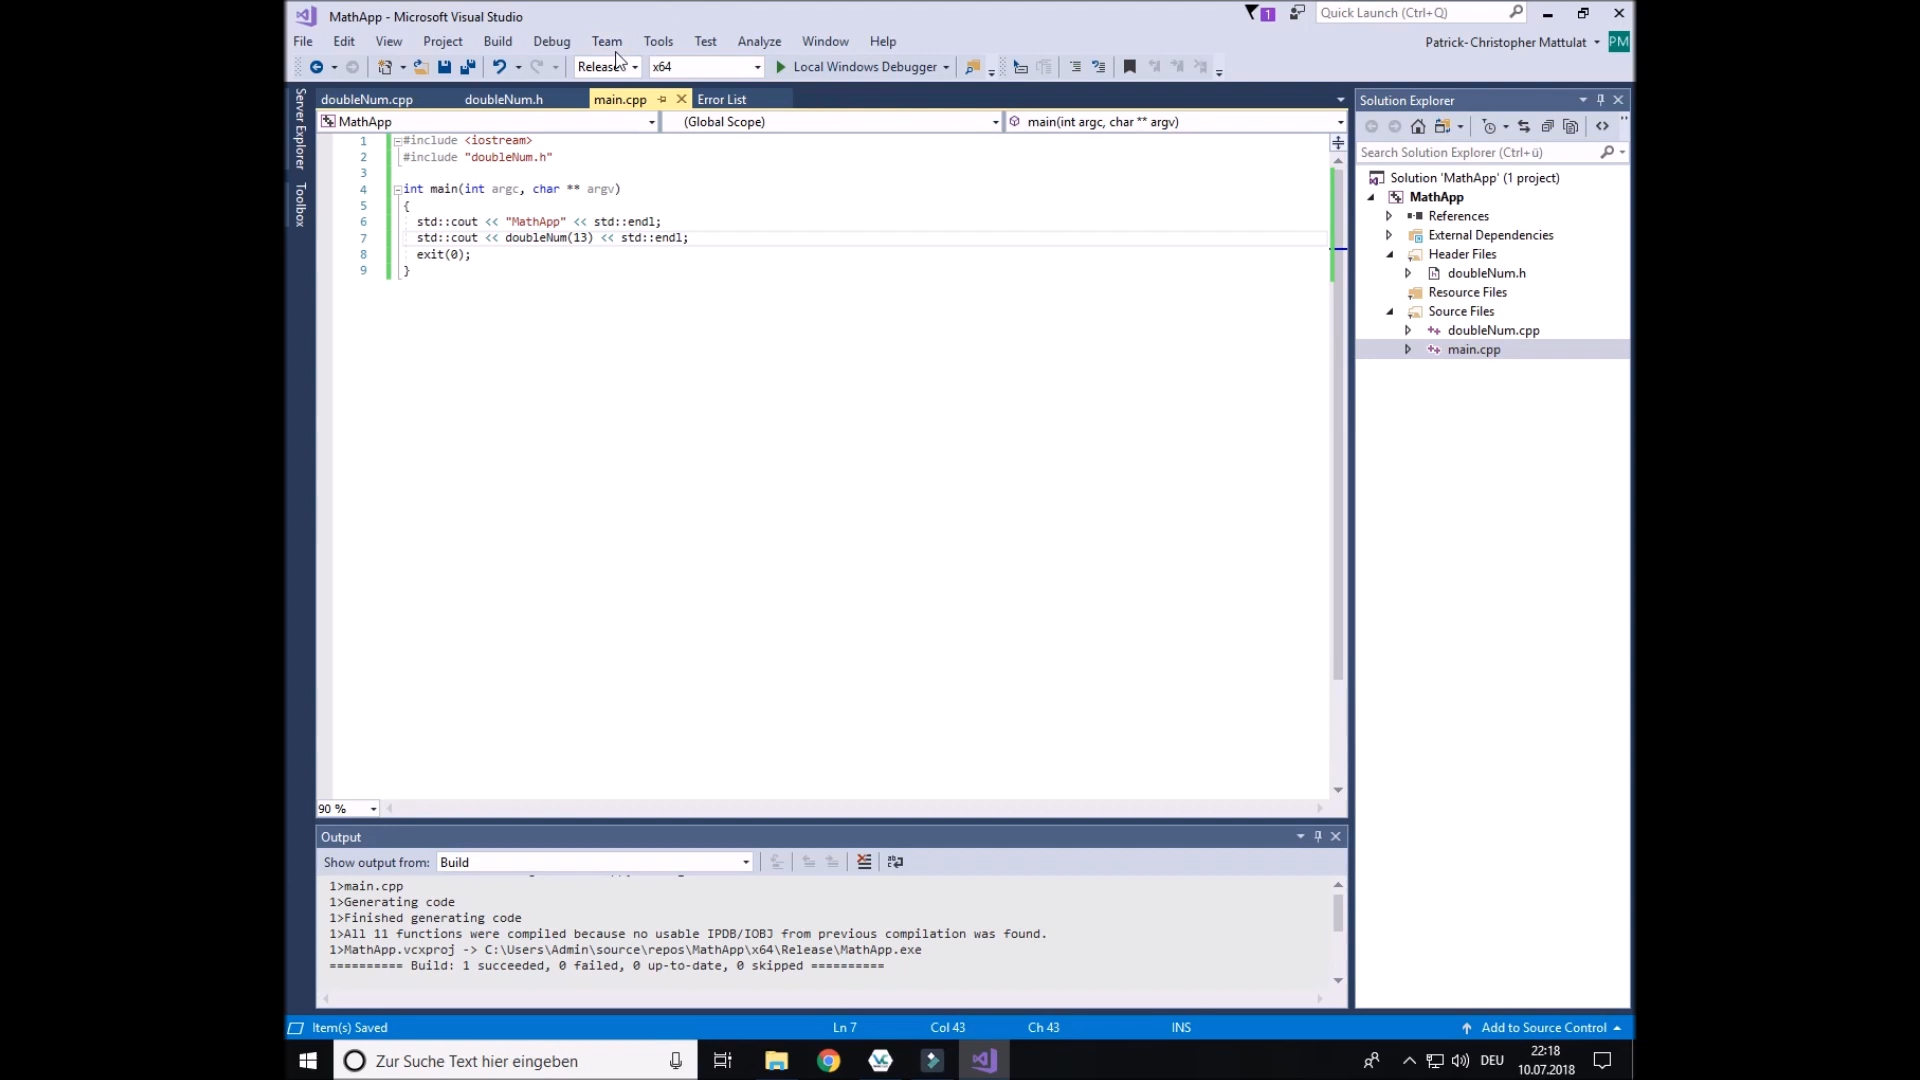 MathApp - Microsoft Visual Studio
1
Quick Launch (Ctrl+Q)
File Edit View Project Build Debug Team Tools Test Analyze Window Help
Patrick-Christopher Mattulat PM
Release x64 Local Windows Debugger
Server Explorer
Toolbox
doubleNum.cpp doubleNum.h main.cpp Error List
MathApp (Global Scope) main(int argc, char ** argv)
1 #include <iostream>
2 #include "doubleNum.h"
3
4 int main(int argc, char ** argv)
5 {
6 std::cout << "MathApp" << std::endl;
7 std::cout << doubleNum(13) << std::endl;
8 exit(0);
9 }
90 %
Solution Explorer
Search Solution Explorer (Ctrl+ü)
Solution 'MathApp' (1 project)
MathApp
References
External Dependencies
Header Files
doubleNum.h
Resource Files
Source Files
doubleNum.cpp
main.cpp
Output
Show output from: Build
1>main.cpp
1>Generating code
1>Finished generating code
1>All 11 functions were compiled because no usable IPDB/IOBJ from previous compilation was found.
1>MathApp.vcxproj -> C:\Users\Admin\source\repos\MathApp\x64\Release\MathApp.exe
========== Build: 1 succeeded, 0 failed, 0 up-to-date, 0 skipped ==========
Item(s) Saved Ln 7 Col 43 Ch 43 INS Add to Source Control
Zur Suche Text hier eingeben
DEU
22:18
10.07.2018